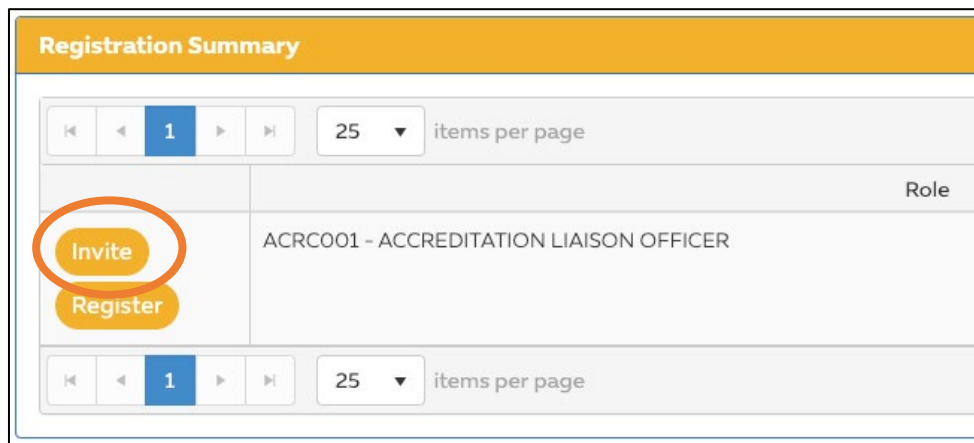 Registration Summary
1 25 items per page
Role
Invite ACRC001 - ACCREDITATION LIAISON OFFICER
Register
1 25 items per page